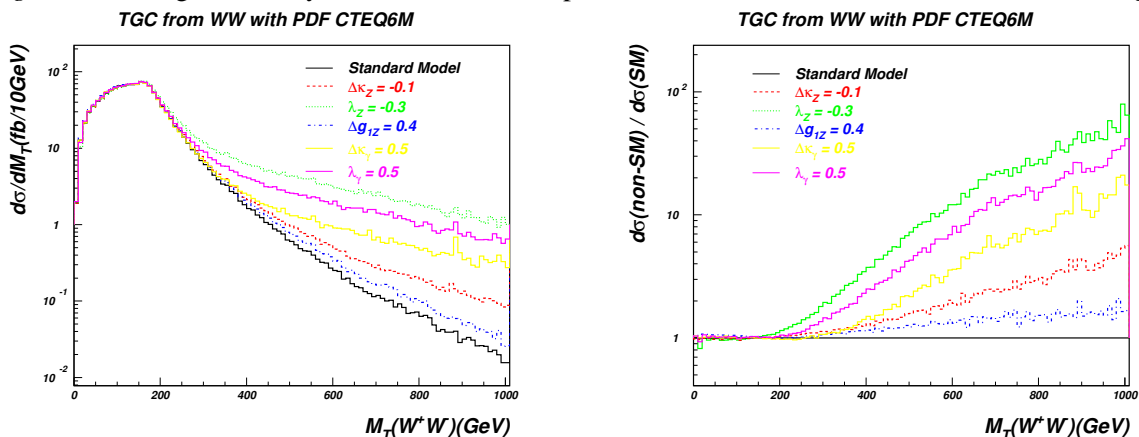 TGC from WW with PDF CTEQ6M
dσ/dM_T(fb/10GeV)
10²
10
1
10⁻¹
10⁻²
Standard Model
Δκ_Z = -0.1
λ_Z = -0.3
Δg_1Z = 0.4
Δκ_γ = 0.5
λ_γ = 0.5
0 200 400 600 800 1000
M_T(W⁺W⁻)(GeV)
TGC from WW with PDF CTEQ6M
dσ(non-SM) / dσ(SM)
10²
10
1
Standard Model
Δκ_Z = -0.1
λ_Z = -0.3
Δg_1Z = 0.4
Δκ_γ = 0.5
λ_γ = 0.5
0 200 400 600 800 1000
M_T(W⁺W⁻)(GeV)